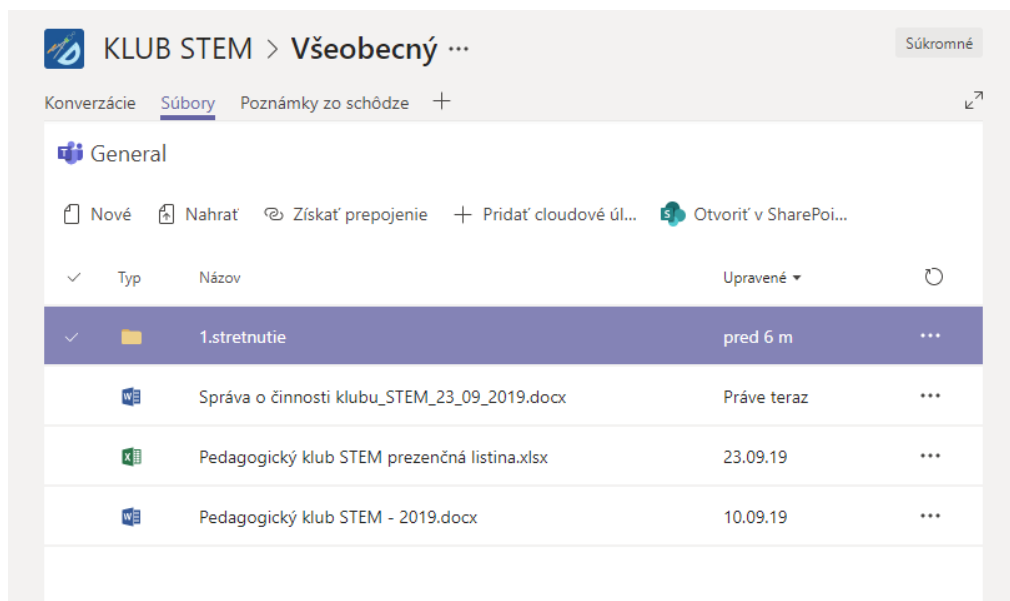 KLUB STEM > Všeobecný ···
Súkromné
Konverzácie Súbory Poznámky zo schôdze +
General
Nové Nahrať Získať prepojenie + Pridať cloudové úl... Otvoriť v SharePoi...
Typ Názov Upravené
1.stretnutie pred 6 m ···
Správa o činnosti klubu_STEM_23_09_2019.docx Práve teraz ···
Pedagogický klub STEM prezenčná listina.xlsx 23.09.19 ···
Pedagogický klub STEM - 2019.docx 10.09.19 ···